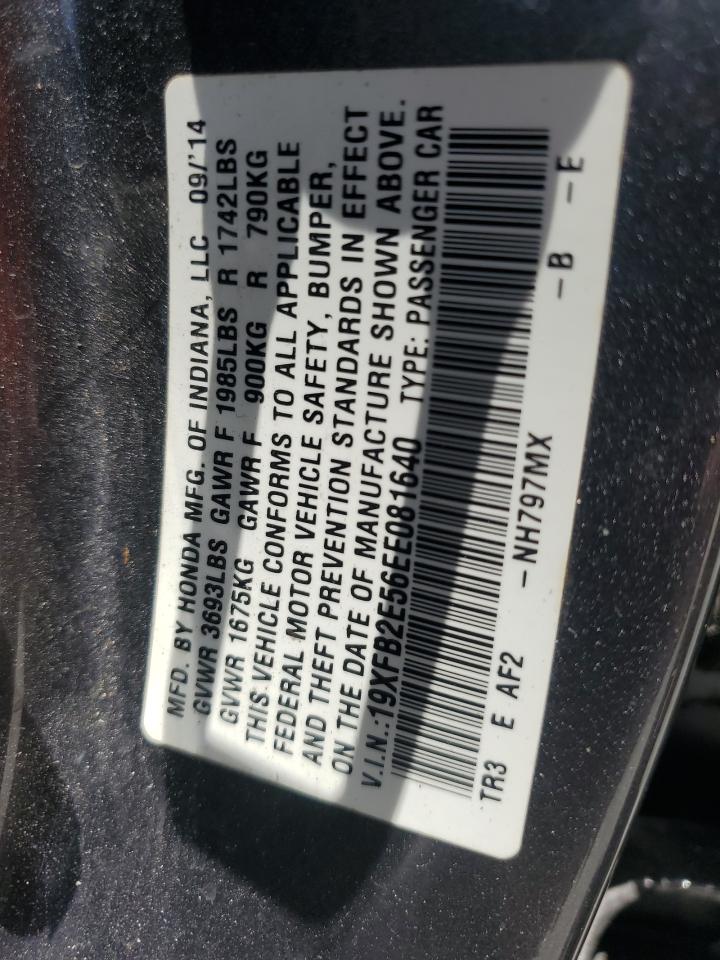 MFD. BY HONDA MFG. OF INDIANA, LLC 09/'14
GVWR 3693LBS GAWR F 1985LBS R 1742LBS
GVWR 1675KG GAWR F 900KG R 790KG
THIS VEHICLE CONFORMS TO ALL APPLICABLE
FEDERAL MOTOR VEHICLE SAFETY, BUMPER,
AND THEFT PREVENTION STANDARDS IN EFFECT
ON THE DATE OF MANUFACTURE SHOWN ABOVE.
V.I.N.:19XFB2E56EE081640 TYPE: PASSENGER CAR
TR3 E AF2 -NH797MX -B -E